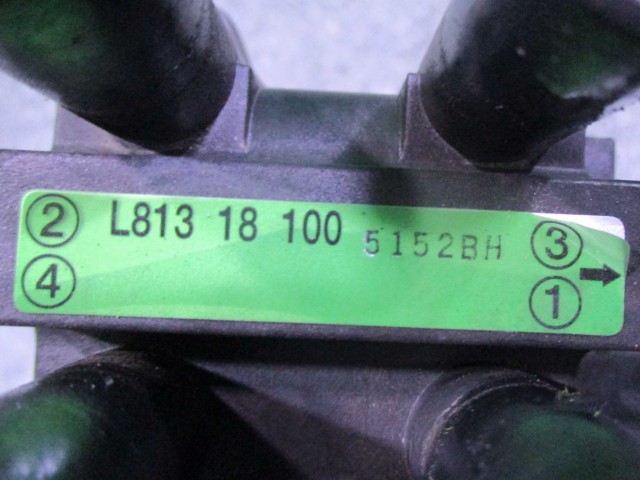 ② L813 18 100 5152BH ③
④ → ①